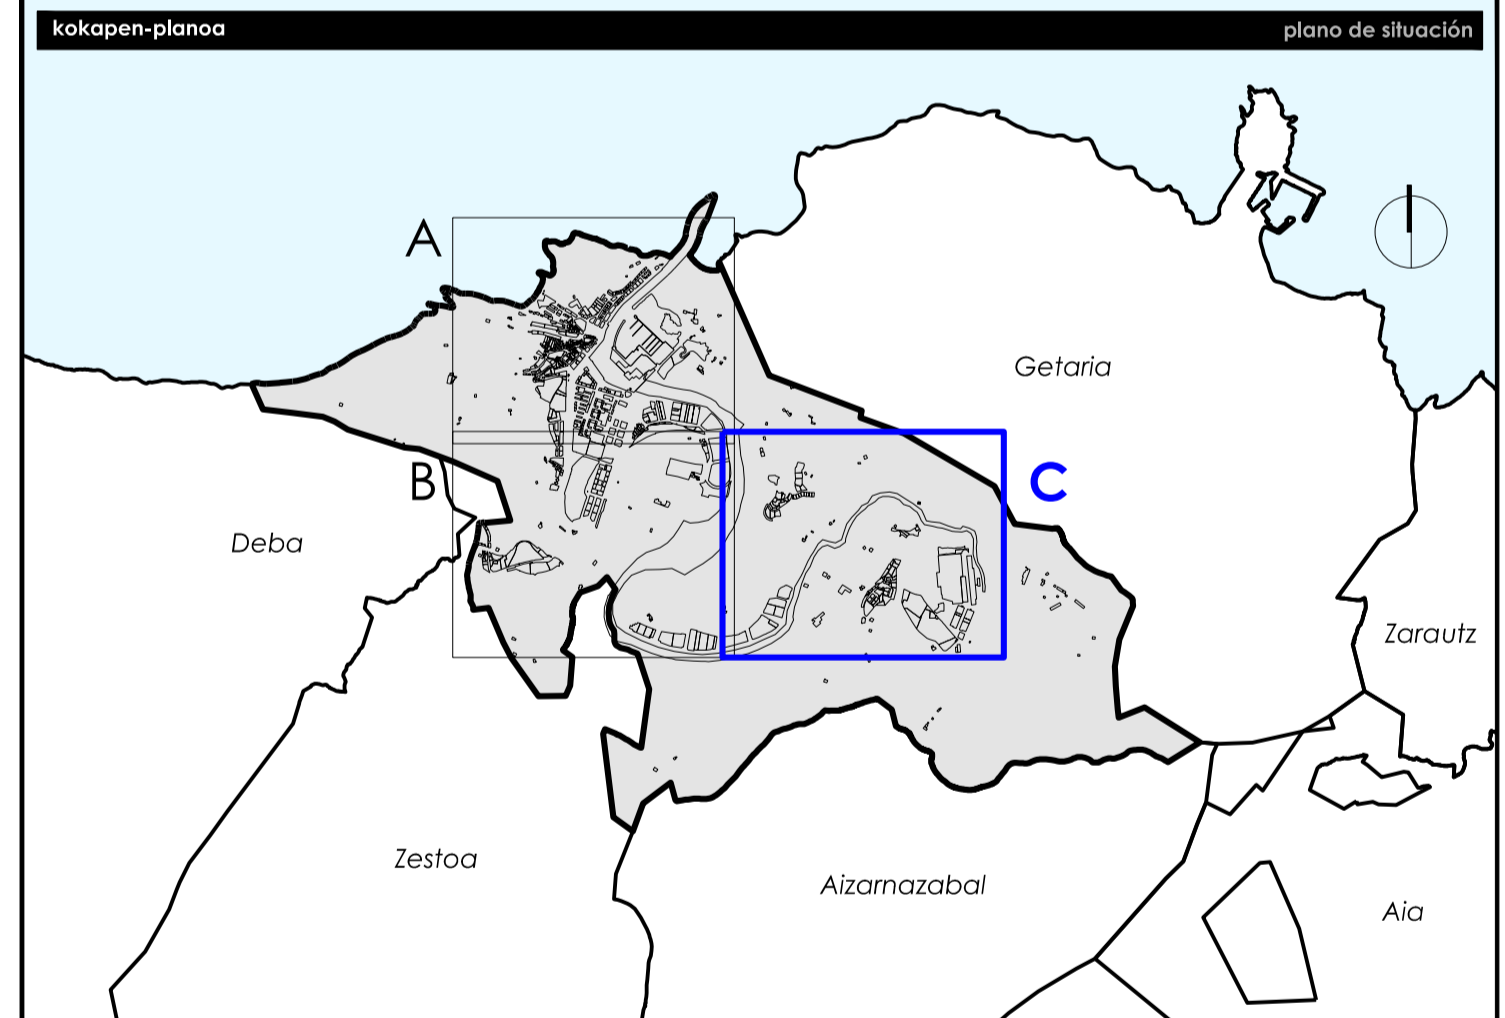 kokapen-planoa
plano de situación
A
Getaria
B
C
Deba
Zarautz
Zestoa
Aizarnazabal
Aia